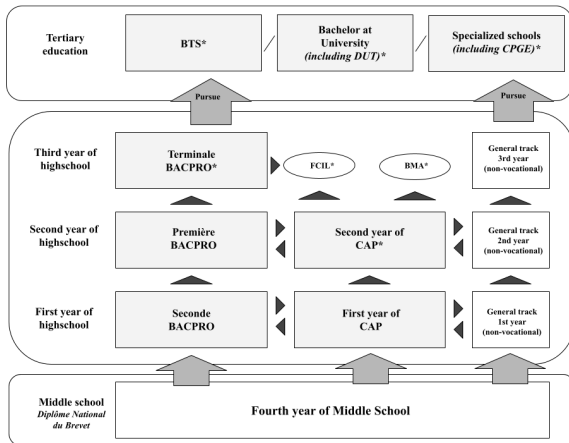 Tertiary
education
BTS*
/
Bachelor at
University
(including DUT)*
/
Specialized schools
(including CPGE)*
Pursue
Pursue
Third year of
highschool
Terminale
BACPRO*
FCIL*
BMA*
General track
3rd year
(non-vocational)
Second year of
highschool
Première
BACPRO
Second year of
CAP*
General track
2nd year
(non-vocational)
First year of
highschool
Seconde
BACPRO
First year of
CAP
General track
1st year
(non-vocational)
Middle school
Diplôme National
du Brevet
Fourth year of Middle School